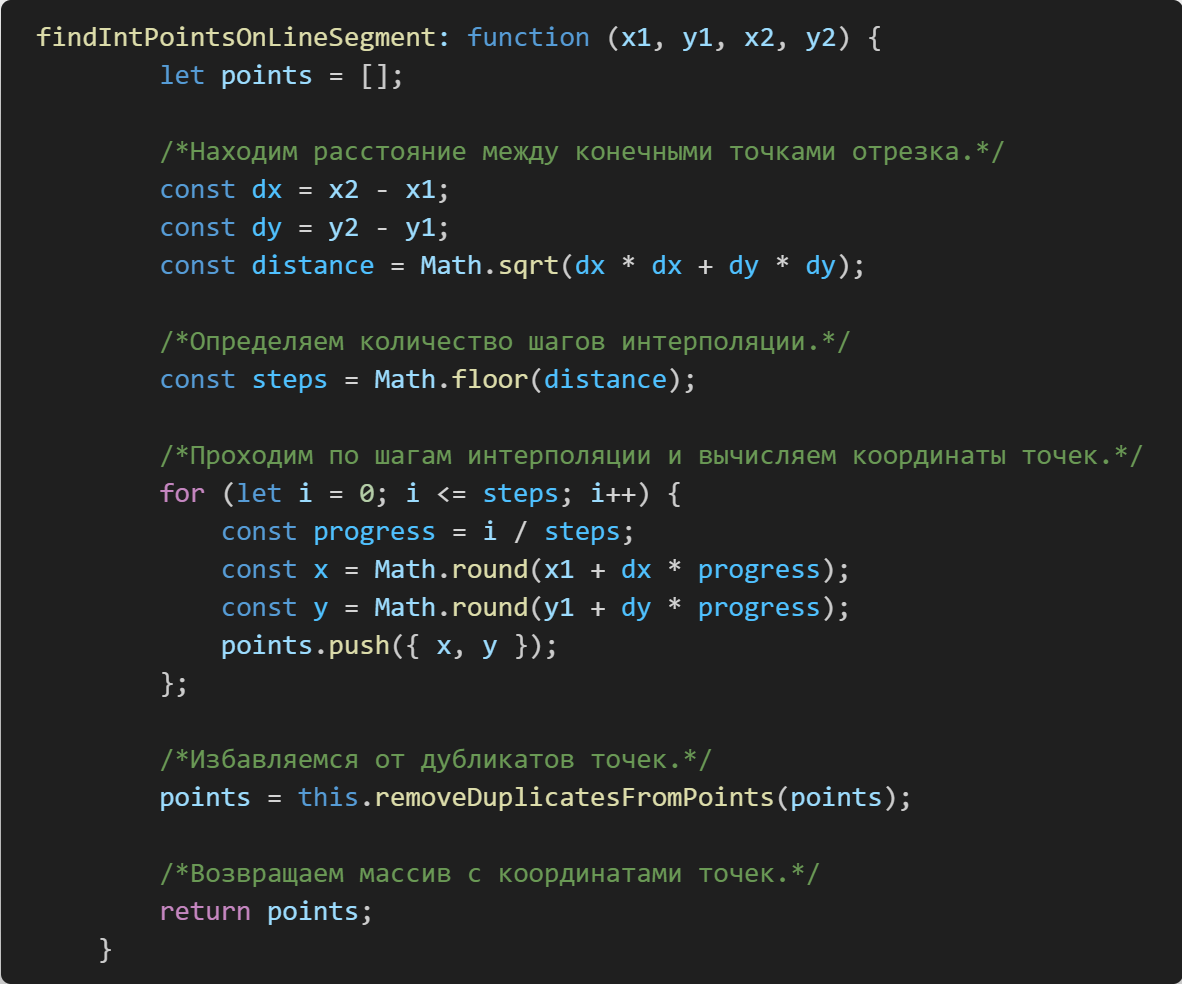 findIntPointsOnLineSegment: function (x1, y1, x2, y2) {
let points = [];
/*Находим расстояние между конечными точками отрезка.*/
const dx = x2 - x1;
const dy = y2 - y1;
const distance = Math.sqrt(dx * dx + dy * dy);
/*Определяем количество шагов интерполяции.*/
const steps = Math.floor(distance);
/*Проходим по шагам интерполяции и вычисляем координаты точек.*/
for (let i = 0; i <= steps; i++) {
const progress = i / steps;
const x = Math.round(x1 + dx * progress);
const y = Math.round(y1 + dy * progress);
points.push({ x, y });
};
/*Избавляемся от дубликатов точек.*/
points = this.removeDuplicatesFromPoints(points);
/*Возвращаем массив с координатами точек.*/
return points;
}